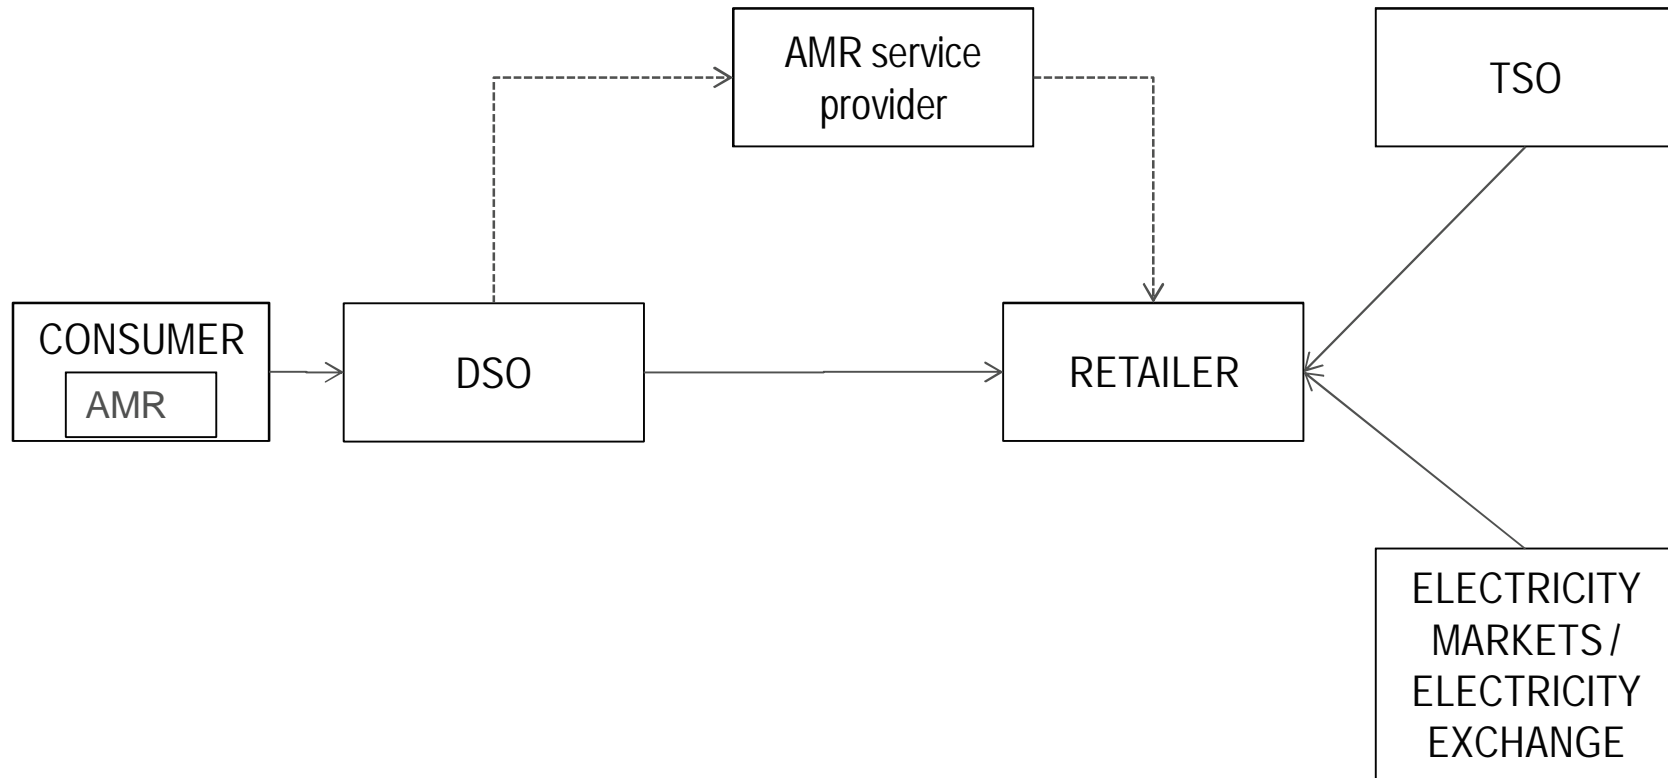 AMR service
provider
TSO
CONSUMER
AMR
DSO
RETAILER
ELECTRICITY
MARKETS /
ELECTRICITY
EXCHANGE